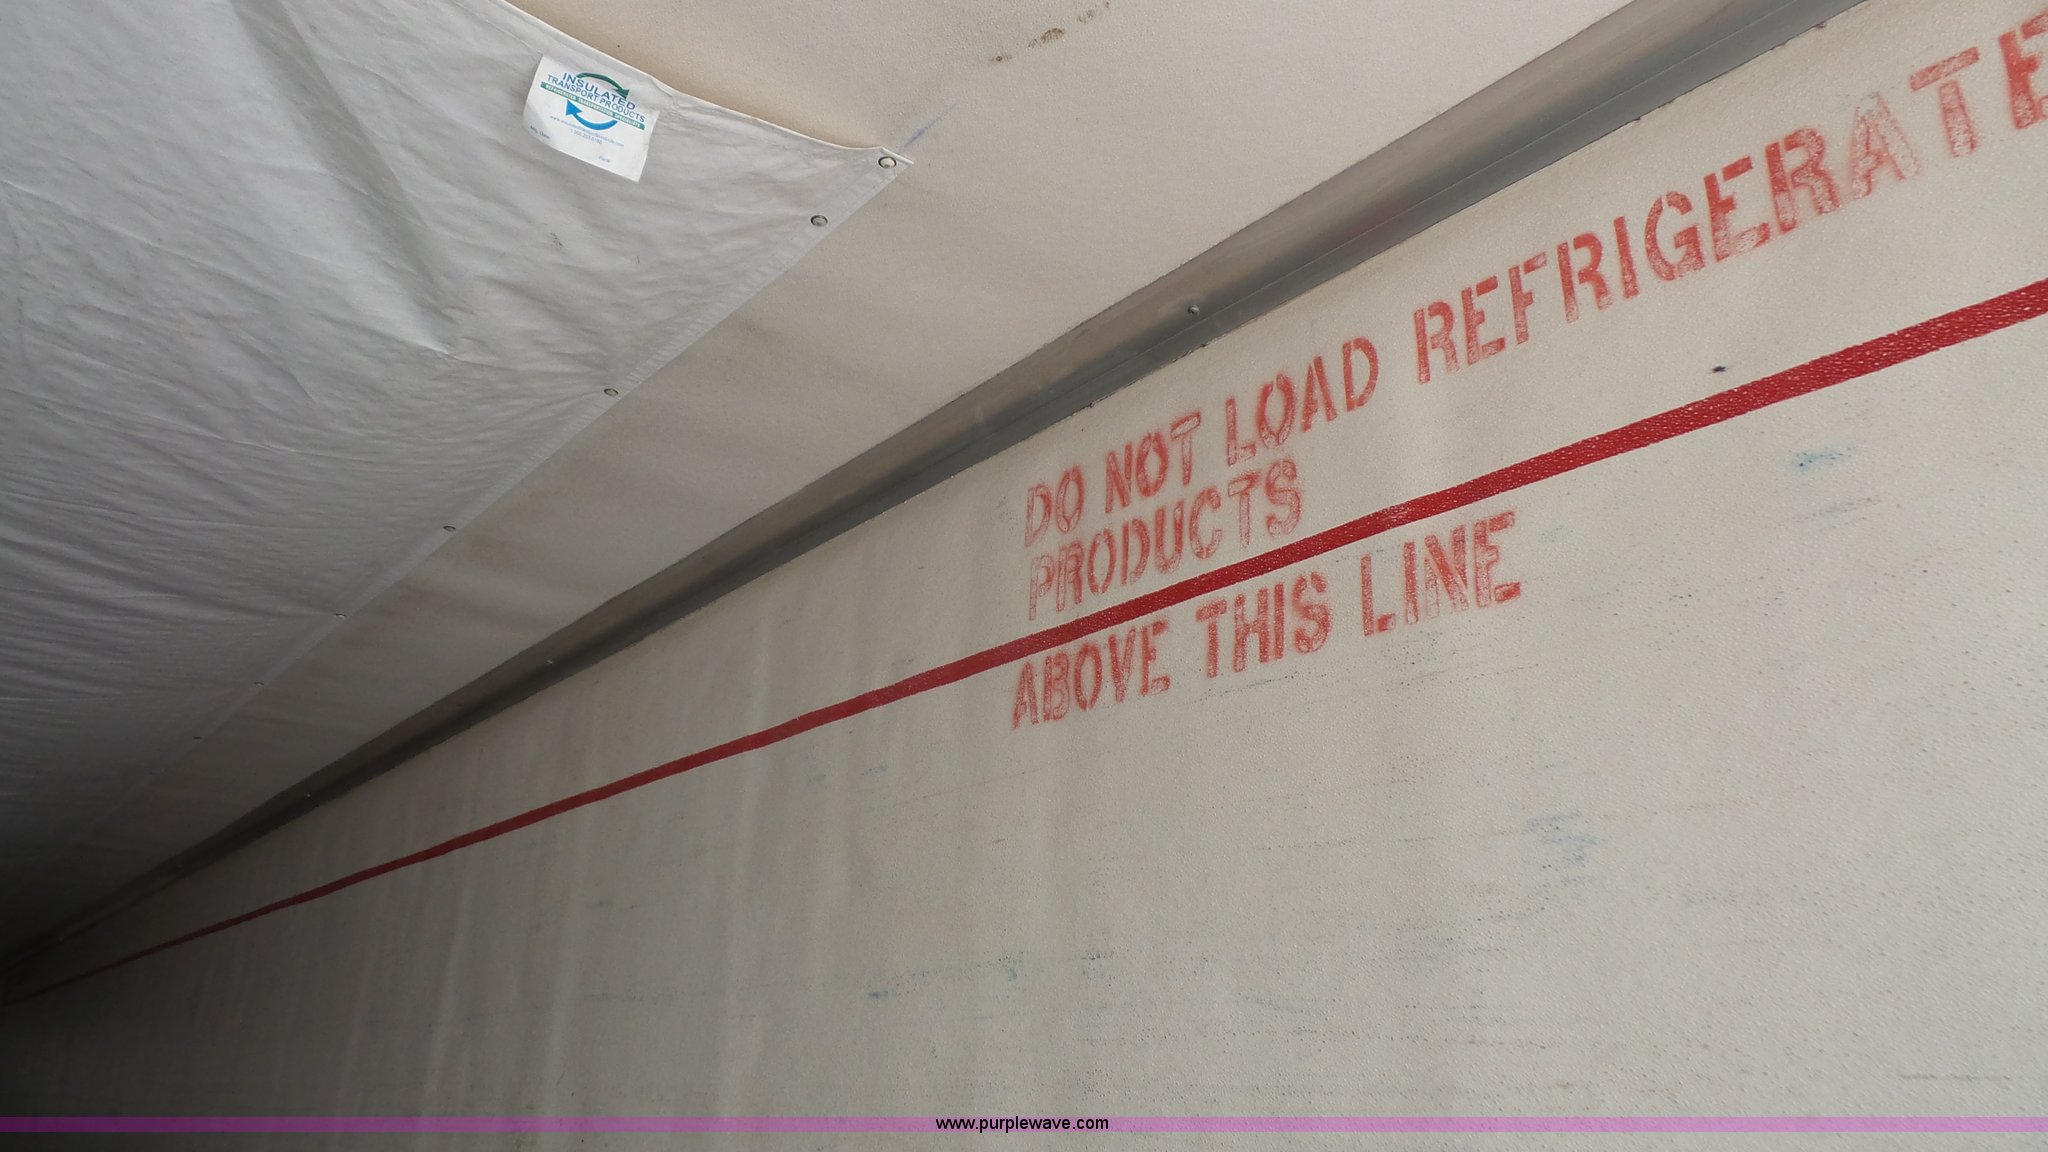 INSULATED
TRANSPORT PRODUCTS
DO NOT LOAD REFRIGERATE
PRODUCTS
ABOVE THIS LINE
www.purplewave.com